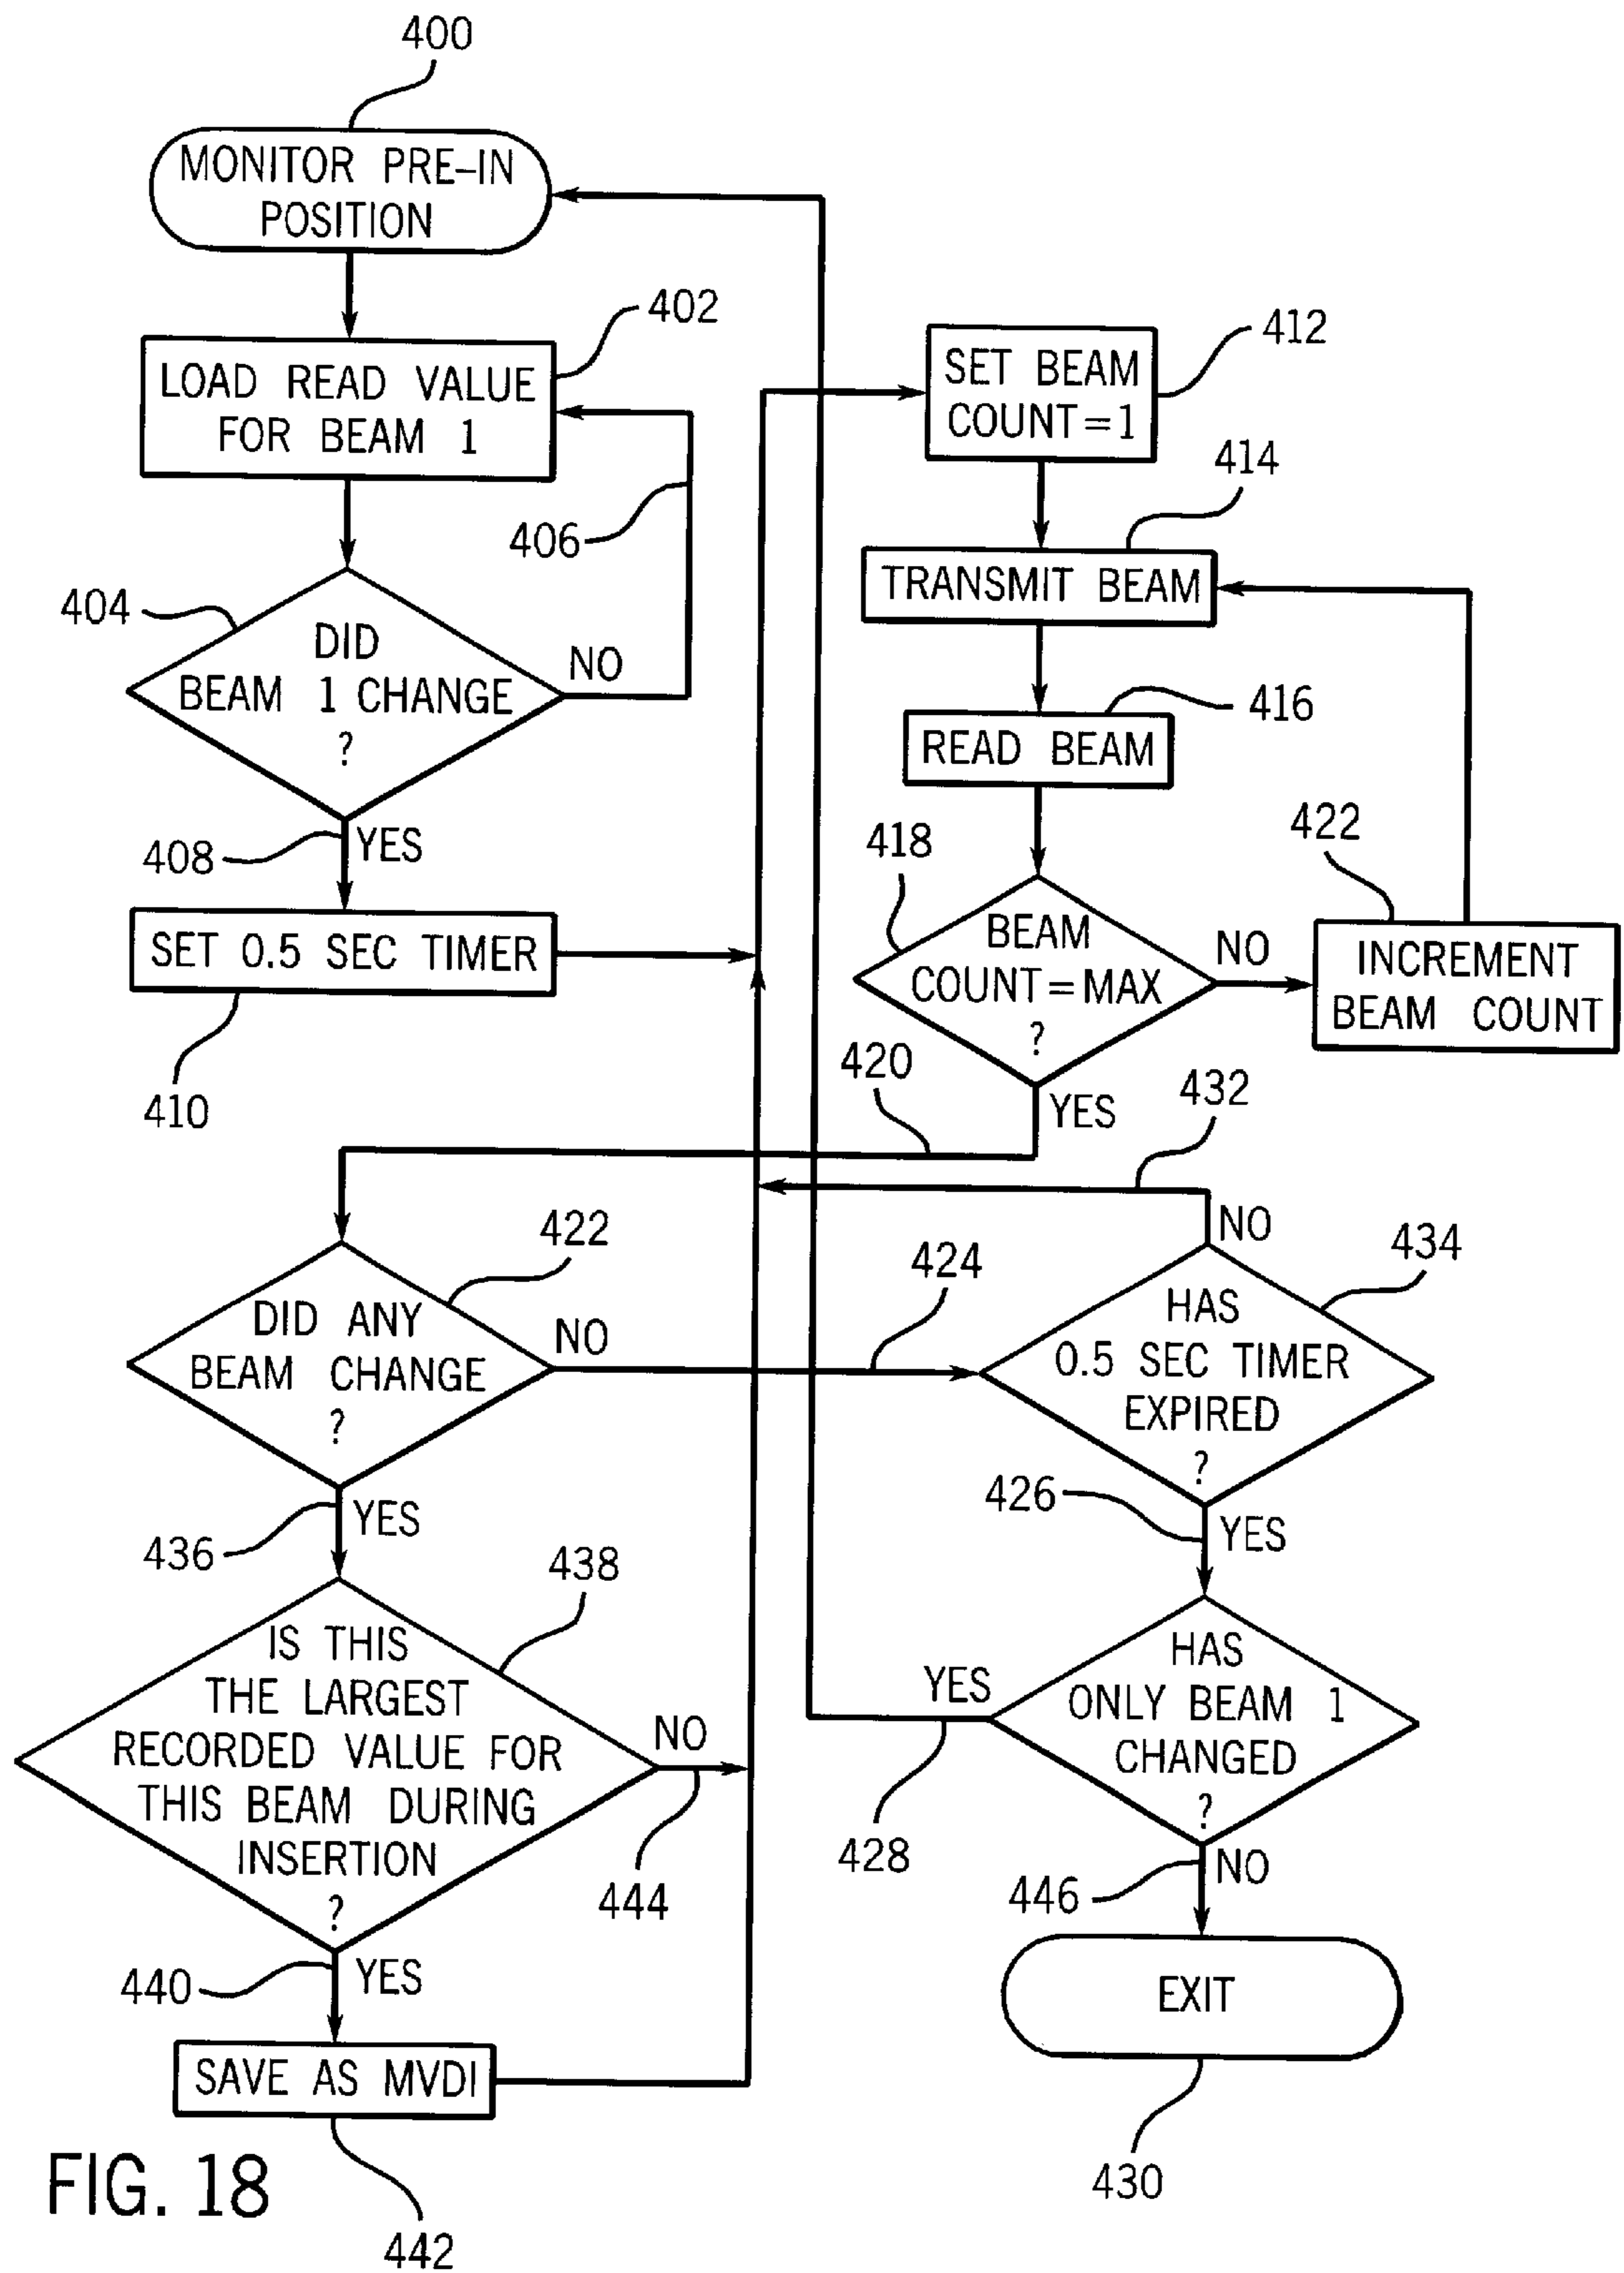 400
MONITOR PRE-IN
POSITION
402
LOAD READ VALUE
FOR BEAM 1
406
404
DID
BEAM 1 CHANGE
?
NO
408
YES
SET 0.5 SEC TIMER
410
412
SET BEAM
COUNT=1
414
TRANSMIT BEAM
416
READ BEAM
418
BEAM
COUNT=MAX
?
NO
422
INCREMENT
BEAM COUNT
420
YES
432
422
DID ANY
BEAM CHANGE
?
NO
424
NO
434
HAS
0.5 SEC TIMER
EXPIRED
?
426
YES
436
YES
438
IS THIS
THE LARGEST
RECORDED VALUE FOR
THIS BEAM DURING
INSERTION
?
NO
444
YES
428
HAS
ONLY BEAM 1
CHANGED
?
446
NO
440
YES
SAVE AS MVDI
442
EXIT
430
FIG. 18